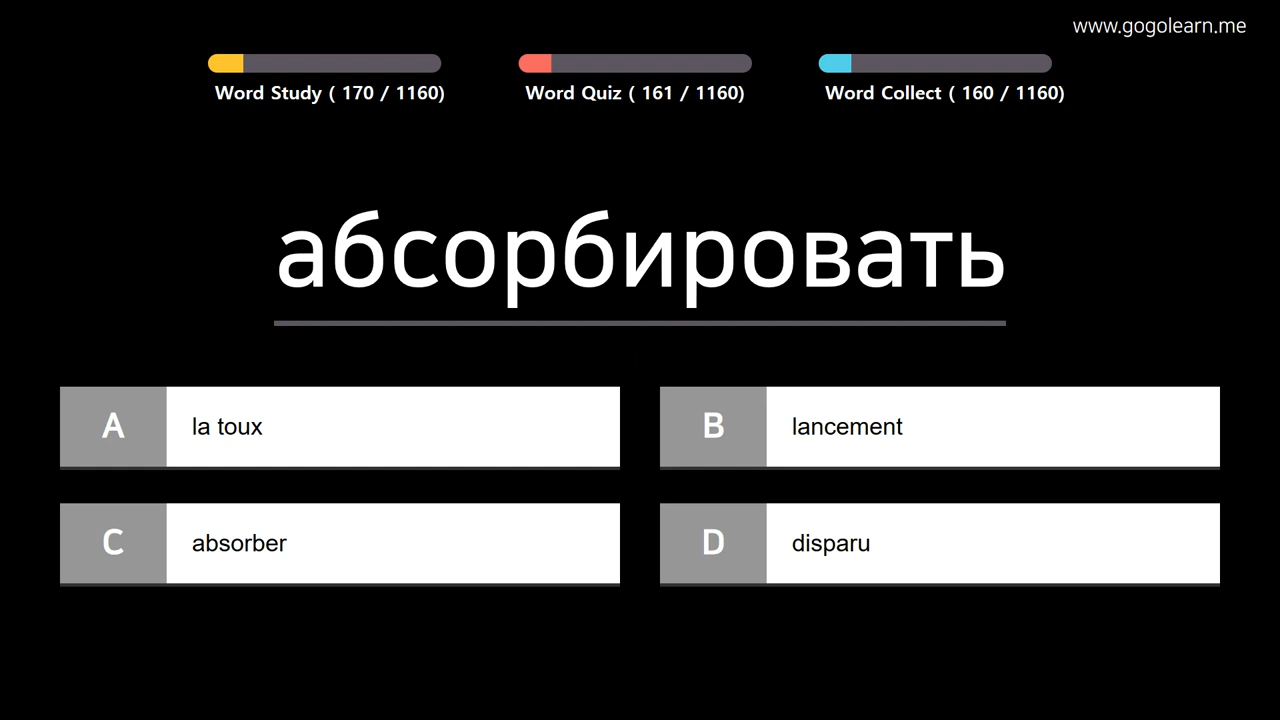 www.gogolearn.me
Word Study ( 170 / 1160)
Word Quiz ( 161 / 1160)
Word Collect ( 160 / 1160)
абсорбировать
A
la toux
B
lancement
C
absorber
D
disparu